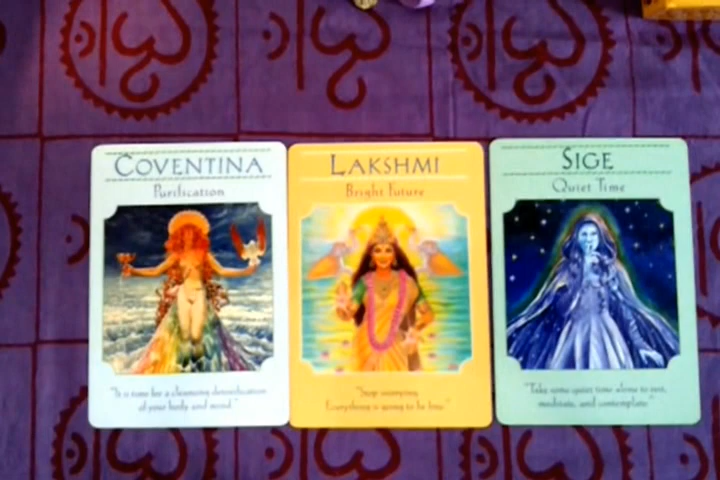 COVENTINA
Purification
"It is time for a cleansing detoxification
of your body and mind."
LAKSHMI
Bright Future
"Stop worrying.
Everything is going to be fine."
SIGE
Quiet Time
"Take some quiet time alone to rest,
meditate, and contemplate."